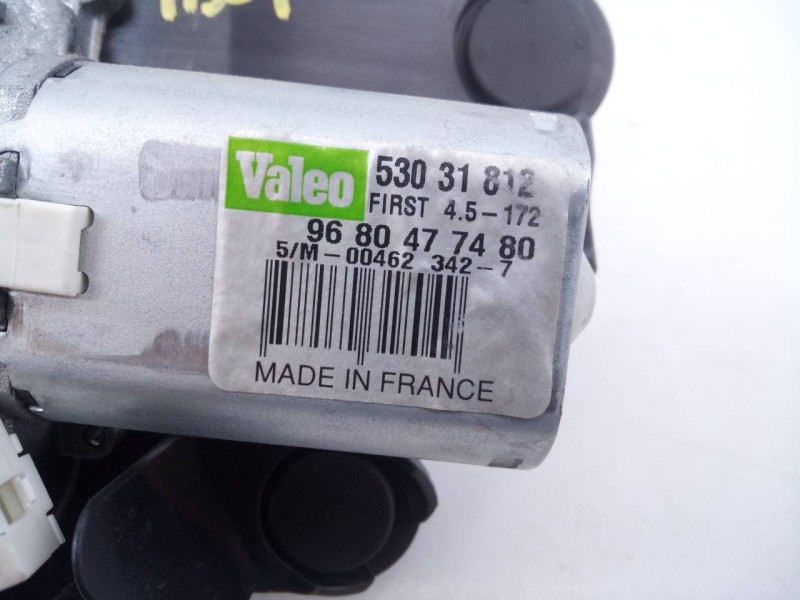 Valeo 530 31 812
FIRST 4.5-172
96 80 47 74 80
5/M-00462 342-7
MADE IN FRANCE